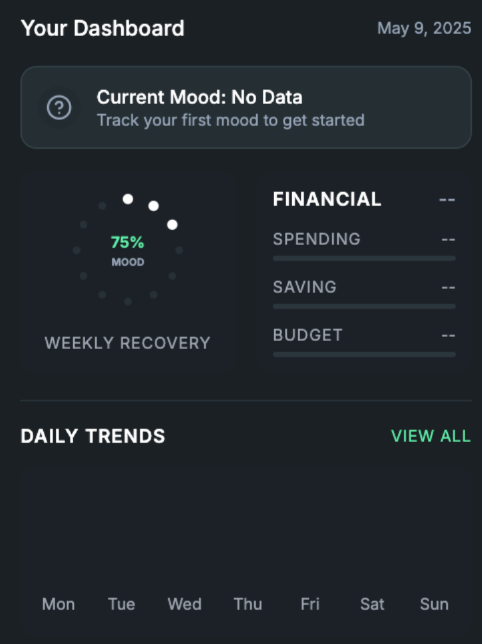 Your Dashboard
May 9, 2025
Current Mood: No Data
Track your first mood to get started
75%
MOOD
WEEKLY RECOVERY
FINANCIAL --
SPENDING --
SAVING --
BUDGET --
DAILY TRENDS
VIEW ALL
Mon Tue Wed Thu Fri Sat Sun